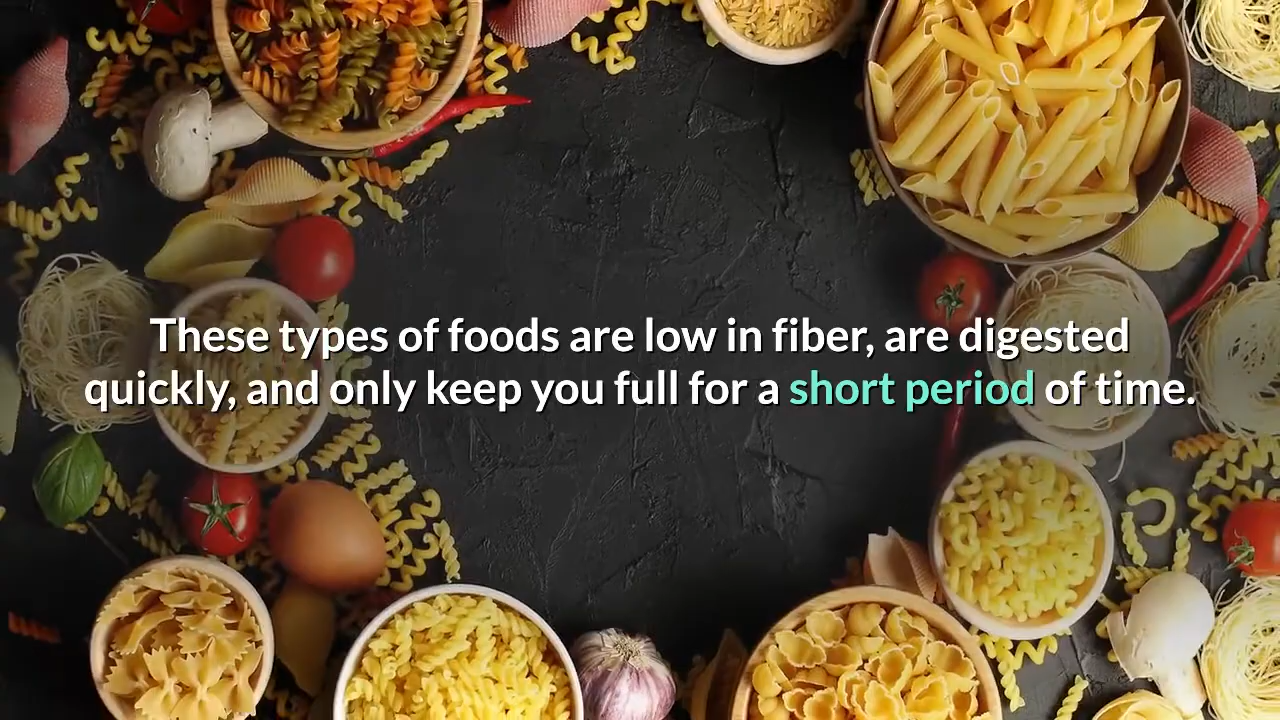 These types of foods are low in fiber, are digested
quickly, and only keep you full for a short period of time.